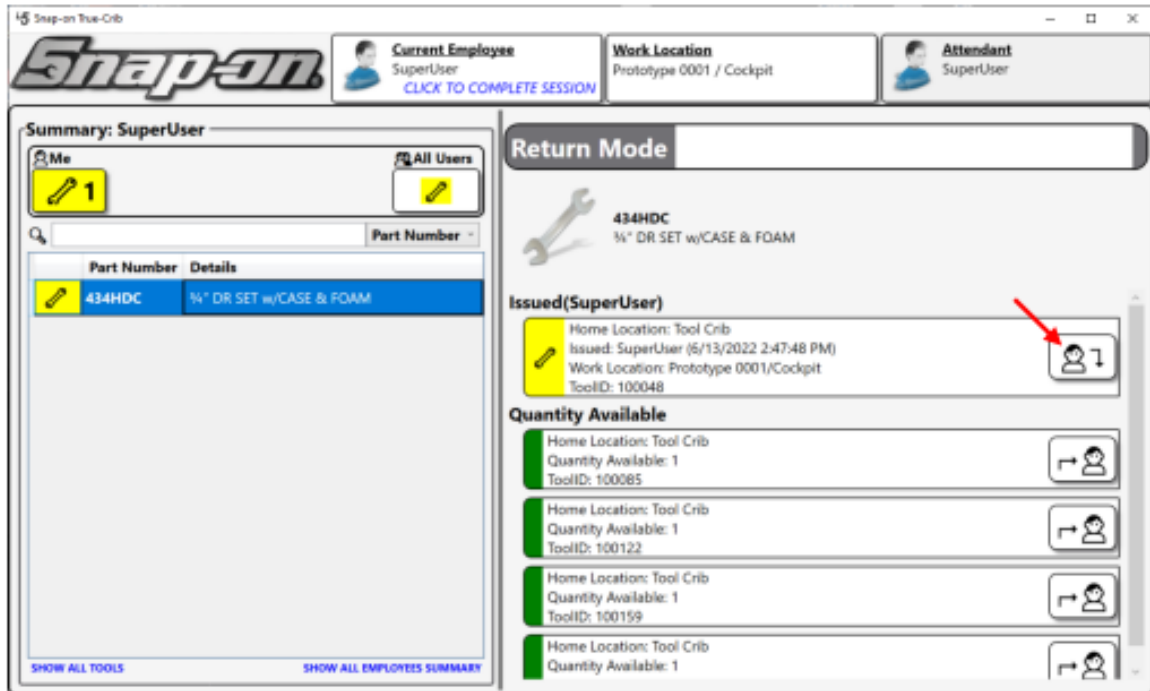 Snap-on True-Crib
Snap-on
Current Employee
SuperUser
CLICK TO COMPLETE SESSION
Work Location
Prototype 0001 / Cockpit
Attendant
SuperUser
Summary: SuperUser
Me
All Users
1
Part Number
Part Number Details
434HDC ¾" DR SET w/CASE & FOAM
SHOW ALL TOOLS
SHOW ALL EMPLOYEES SUMMARY
Return Mode
434HDC
¾" DR SET w/CASE & FOAM
Issued(SuperUser)
Home Location: Tool Crib
Issued: SuperUser (6/13/2022 2:47:48 PM)
Work Location: Prototype 0001/Cockpit
ToolID: 100048
Quantity Available
Home Location: Tool Crib
Quantity Available: 1
ToolID: 100085
Home Location: Tool Crib
Quantity Available: 1
ToolID: 100122
Home Location: Tool Crib
Quantity Available: 1
ToolID: 100159
Home Location: Tool Crib
Quantity Available: 1